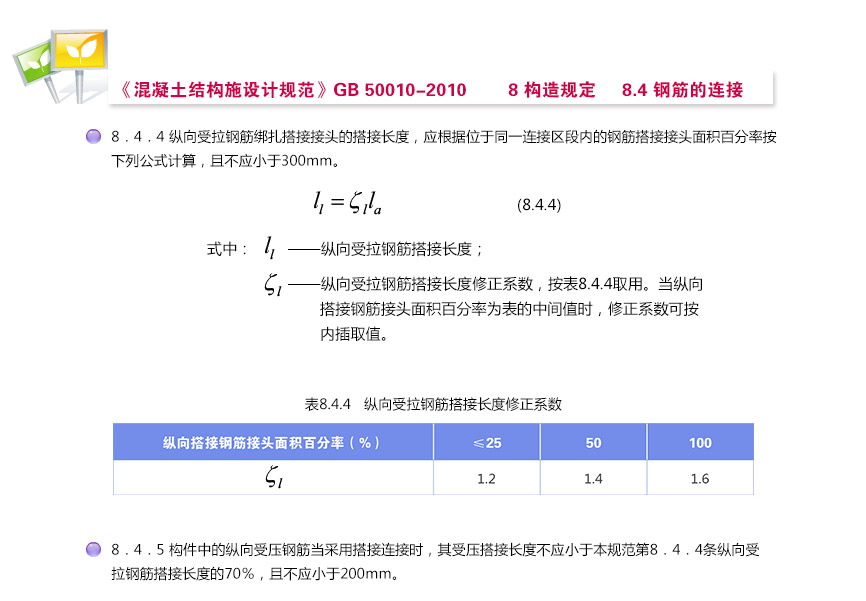 《混凝土结构施设计规范》GB 50010–2010 8 构造规定 8.4 钢筋的连接
8．4．4 纵向受拉钢筋绑扎搭接接头的搭接长度，应根据位于同一连接区段内的钢筋搭接接头面积百分率按
下列公式计算，且不应小于300mm。
l_l = ζ_l l_a (8.4.4)
式中： l_l ——纵向受拉钢筋搭接长度；
ζ_l ——纵向受拉钢筋搭接长度修正系数，按表8.4.4取用。当纵向
搭接钢筋接头面积百分率为表的中间值时，修正系数可按
内插取值。
表8.4.4 纵向受拉钢筋搭接长度修正系数
纵向搭接钢筋接头面积百分率（%） ≤25 50 100
ζ_l 1.2 1.4 1.6
8．4．5 构件中的纵向受压钢筋当采用搭接连接时，其受压搭接长度不应小于本规范第8．4．4条纵向受
拉钢筋搭接长度的70%，且不应小于200mm。